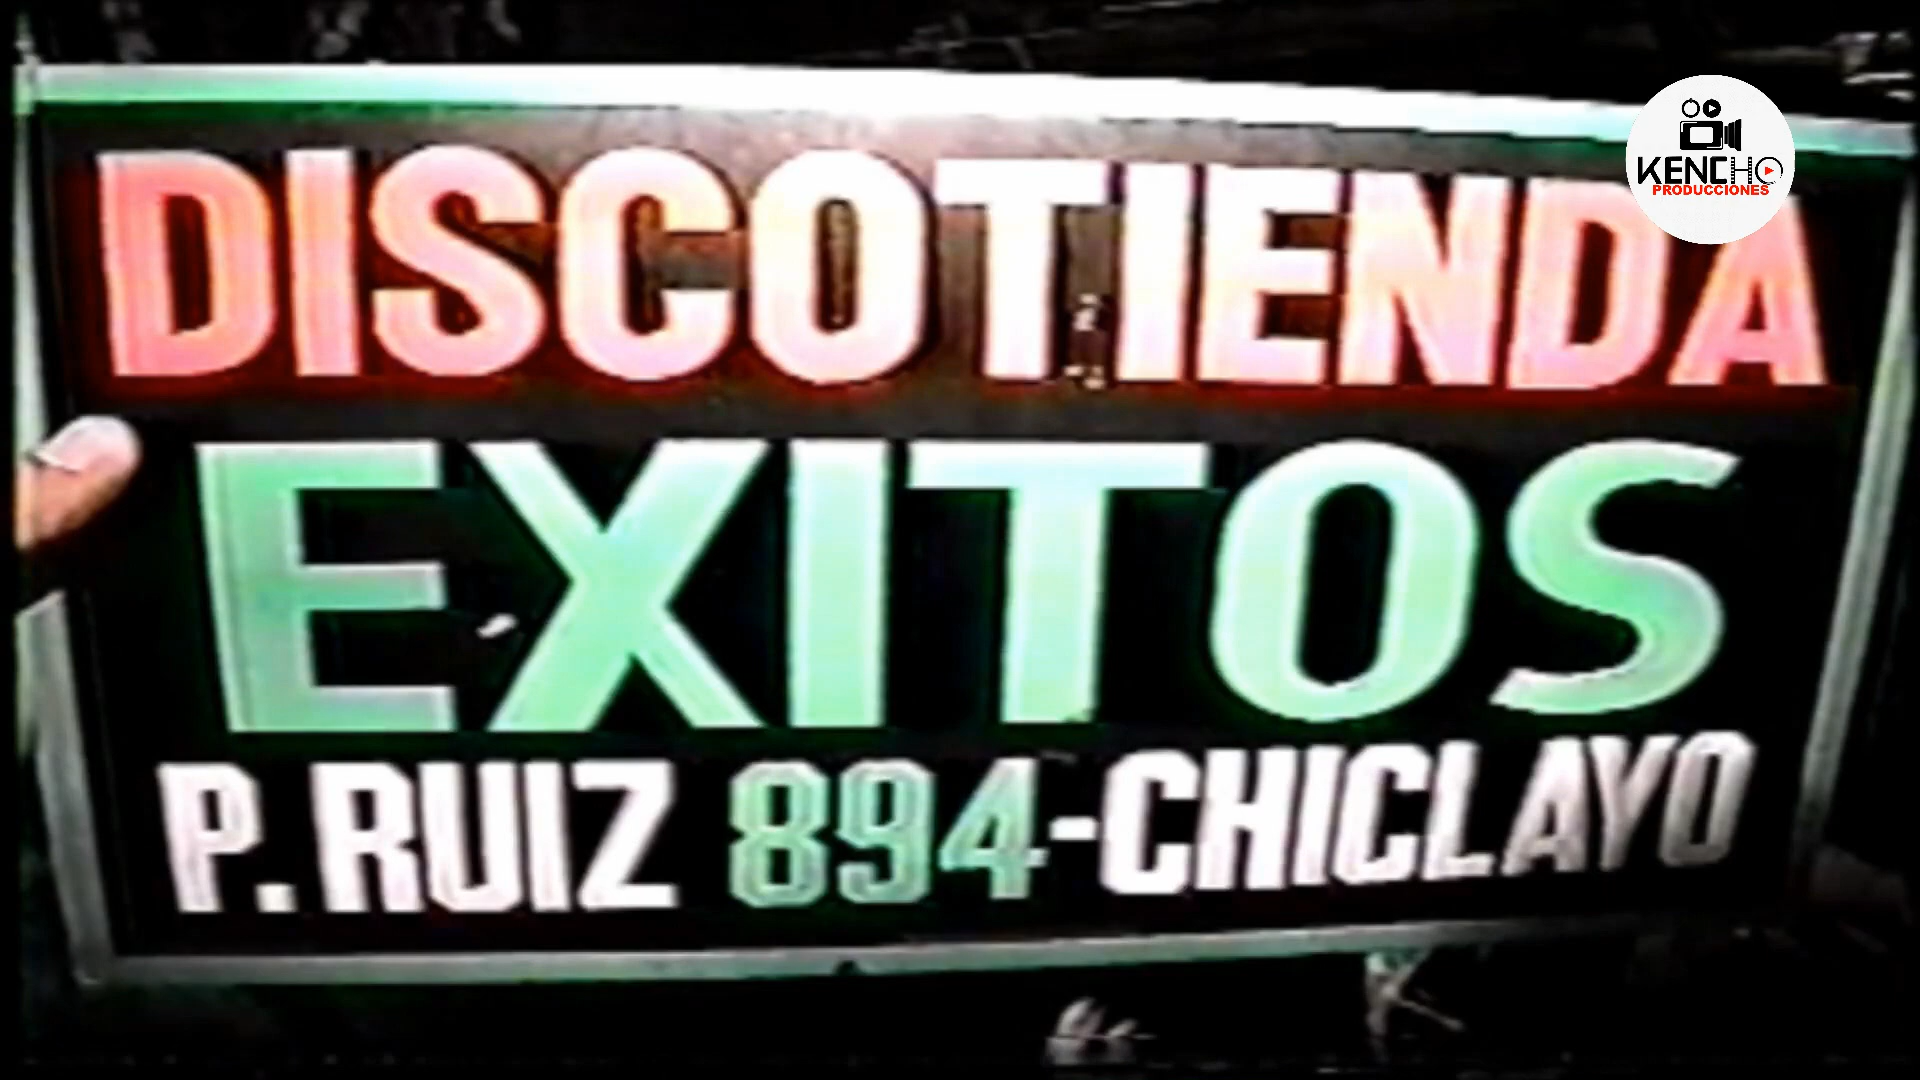 DISCOTIENDA
EXITOS
P. RUIZ 894-CHICLAYO
KENCHO
PRODUCCIONES